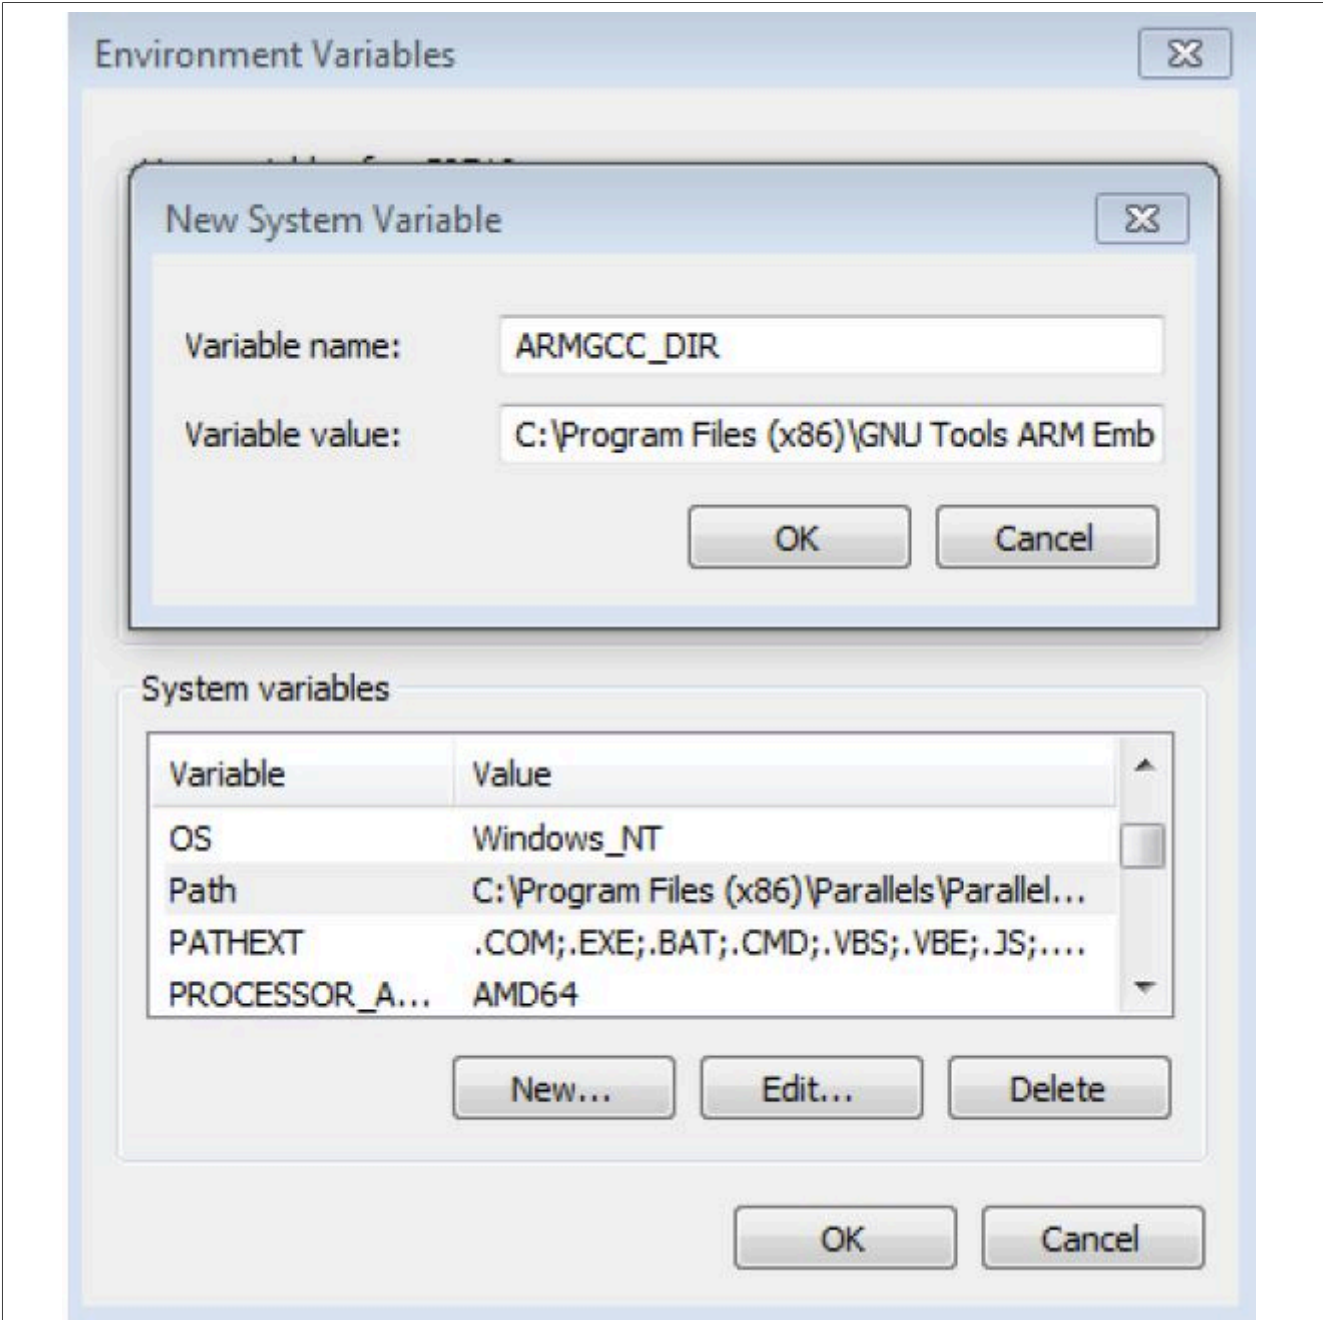 Environment Variables
New System Variable
Variable name: ARMGCC_DIR
Variable value: C:\Program Files (x86)\GNU Tools ARM Emb
OK Cancel
System variables
Variable Value
OS Windows_NT
Path C:\Program Files (x86)\Parallels\Parallel...
PATHEXT .COM;.EXE;.BAT;.CMD;.VBS;.VBE;.JS;....
PROCESSOR_A... AMD64
New... Edit... Delete
OK Cancel